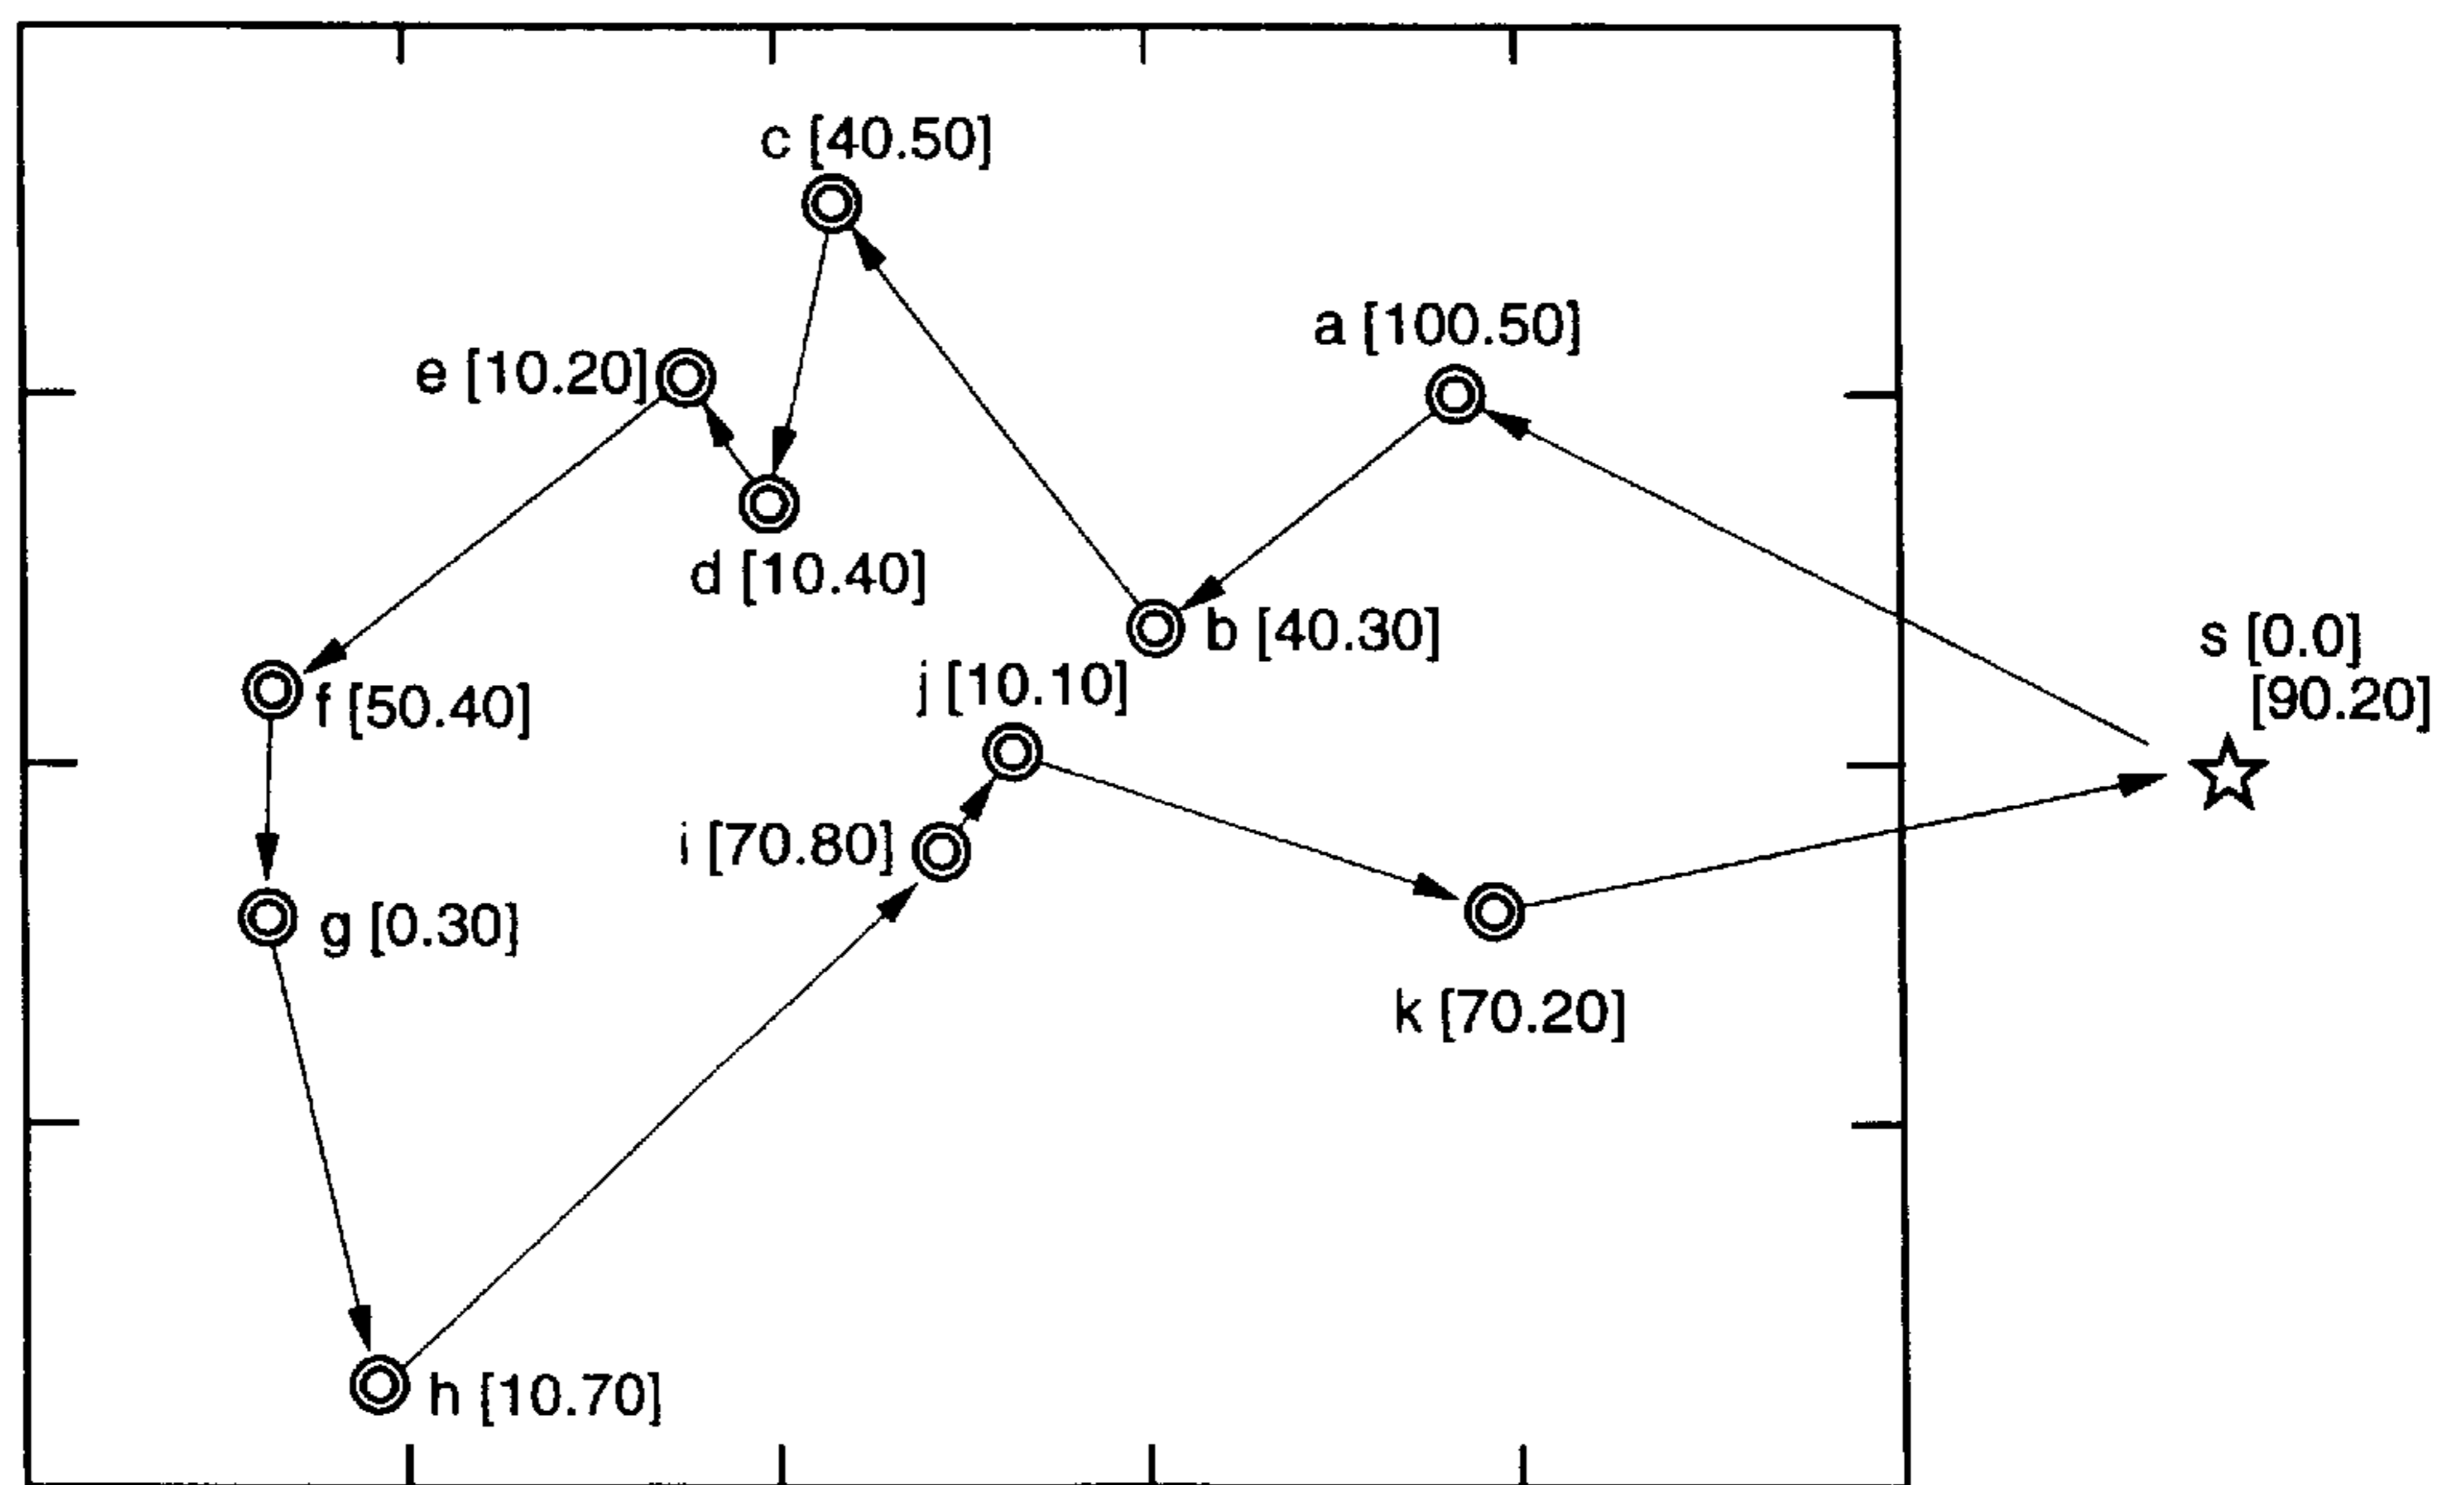 c [40.50]
a [100.50]
e [10.20]
d [10.40]
b [40.30]
s [0.0]
[90.20]
j [10.10]
f [50.40]
i [70.80]
g [0.30]
k [70.20]
h [10.70]